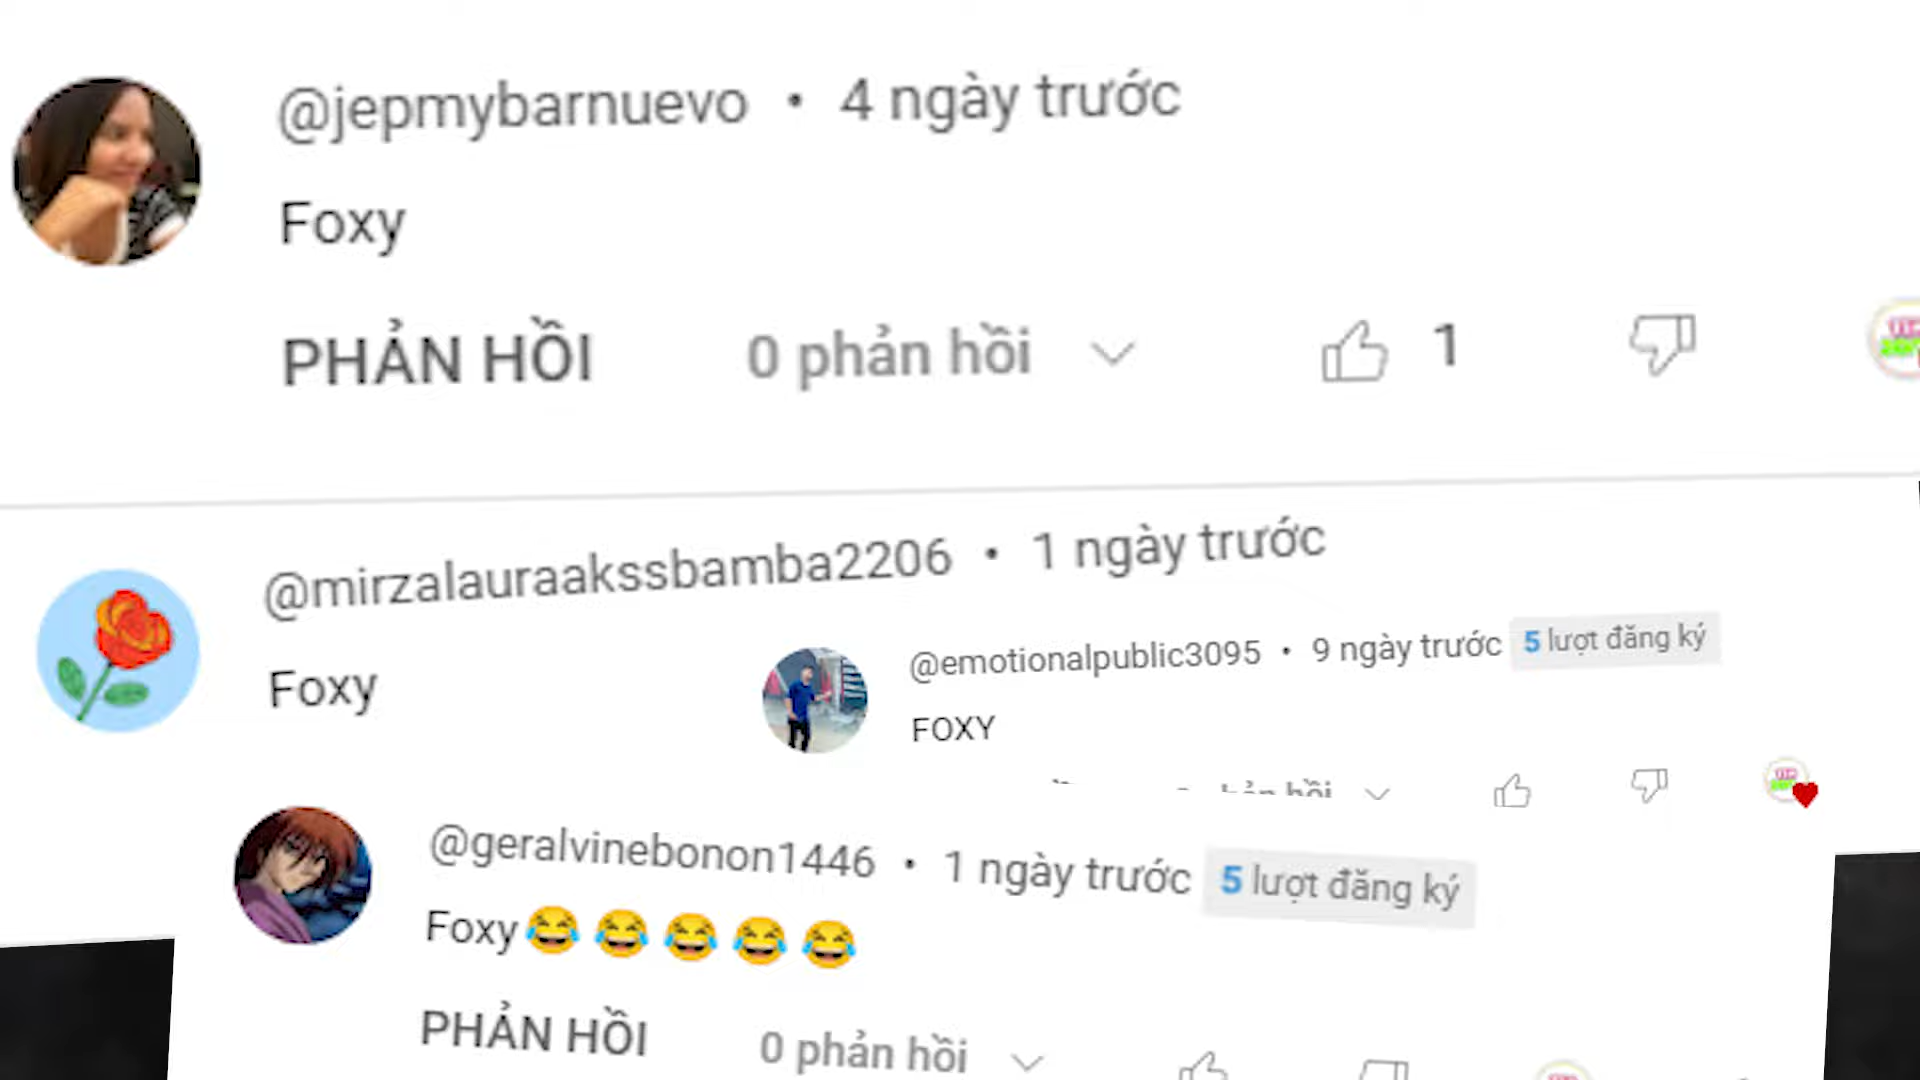 @jepmybarnuevo • 4 ngày trước
Foxy
PHẢN HỒI 0 phản hồi 1
@mirzalauraakssbamba2206 • 1 ngày trước
Foxy
@emotionalpublic3095 • 9 ngày trước 5 lượt đăng ký
FOXY
@geralvinebonon1446 • 1 ngày trước 5 lượt đăng ký
Foxy😂😂😂😂😂
PHẢN HỒI 0 phản hồi